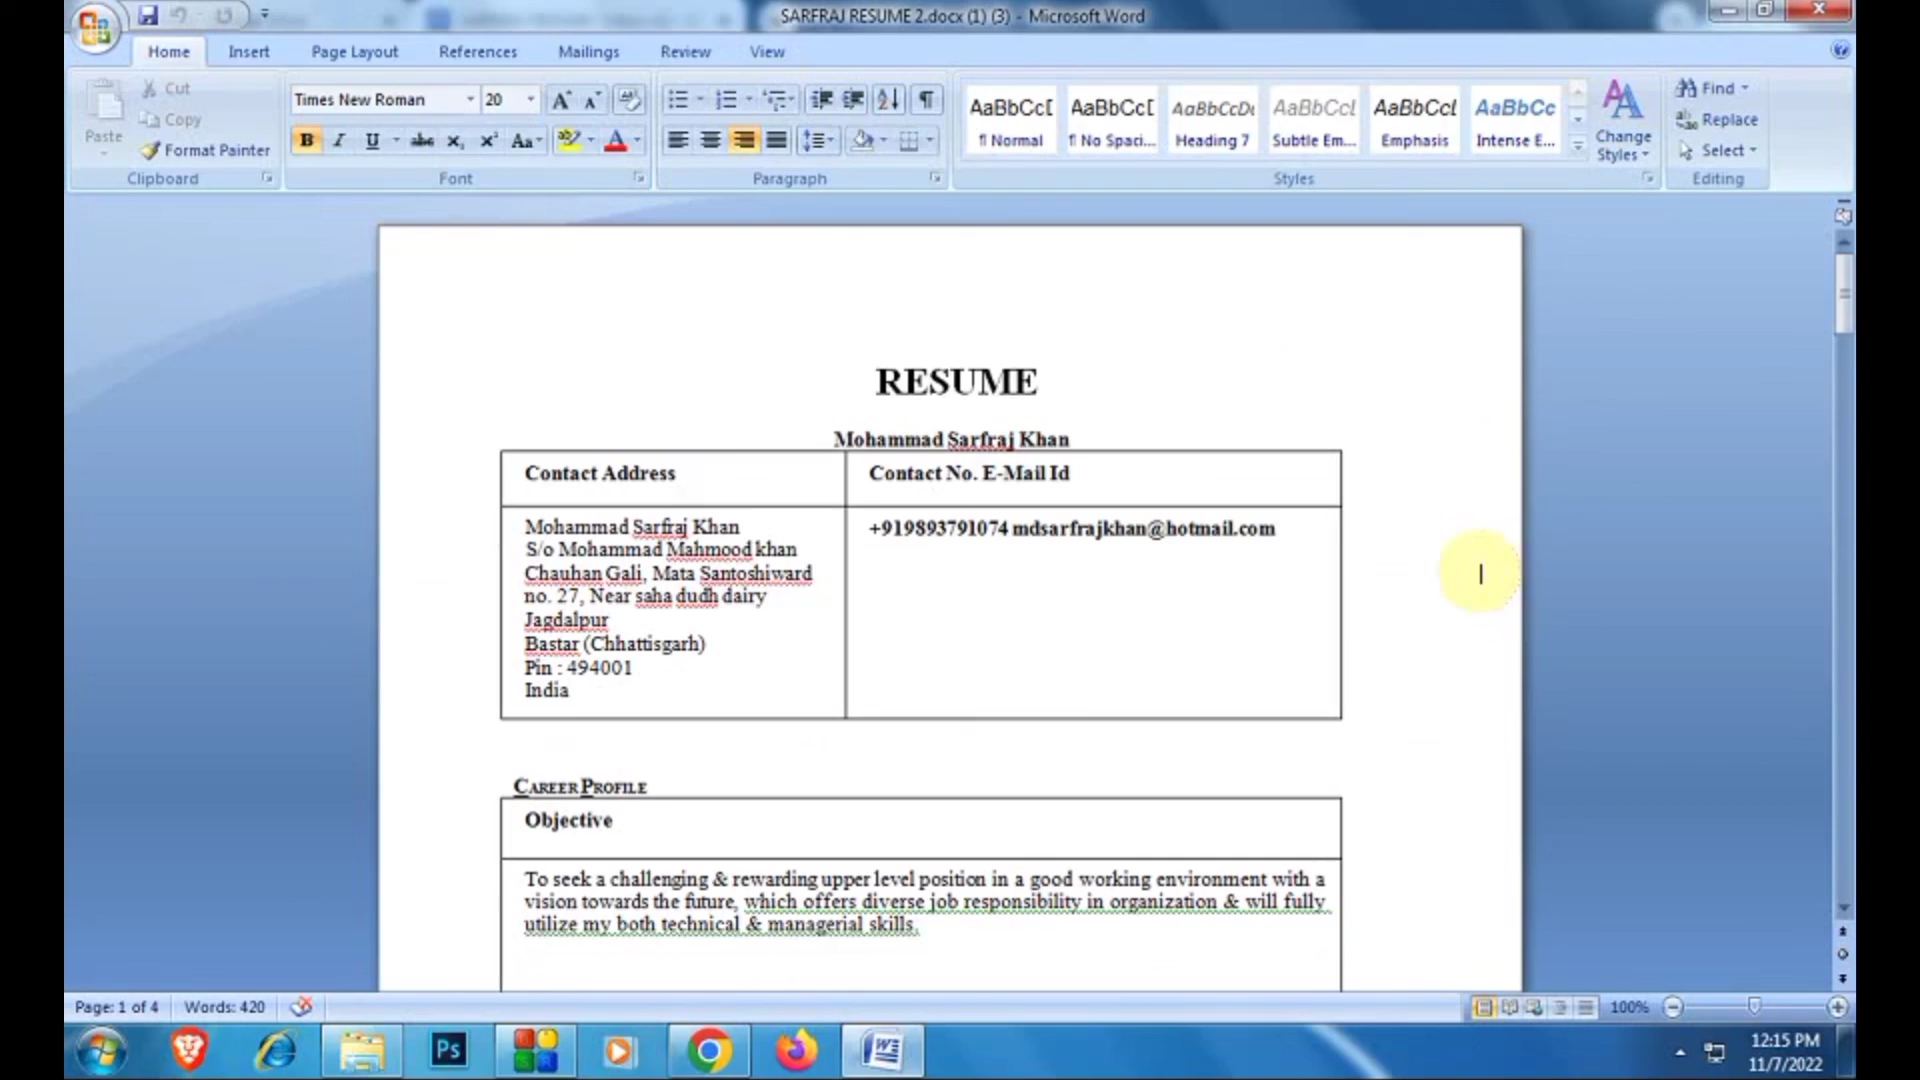 SARFRAJ RESUME 2.docx (1) (3) - Microsoft Word
Home Insert Page Layout References Mailings Review View
Paste
Cut
Copy
Format Painter
Clipboard
Times New Roman 20
Font
Paragraph
AaBbCcD AaBbCcD AaBbCcDt AaBbCcL AaBbCcL AaBbCc
¶ Normal ¶ No Spaci... Heading 7 Subtle Em... Emphasis Intense E...
Styles
Change Styles
Find
Replace
Select
Editing
RESUME
Mohammad Sarfraj Khan
Contact Address
Contact No. E-Mail Id
Mohammad Sarfraj Khan
S/o Mohammad Mahmood khan
Chauhan Gali, Mata Santoshiward
no. 27, Near saha dudh dairy
Jagdalpur
Bastar (Chhattisgarh)
Pin : 494001
India
+919893791074 mdsarfrajkhan@hotmail.com
CAREER PROFILE
Objective
To seek a challenging & rewarding upper level position in a good working environment with a
vision towards the future, which offers diverse job responsibility in organization & will fully
utilize my both technical & managerial skills.
Page: 1 of 4 Words: 420
100%
Ps
12:15 PM
11/7/2022